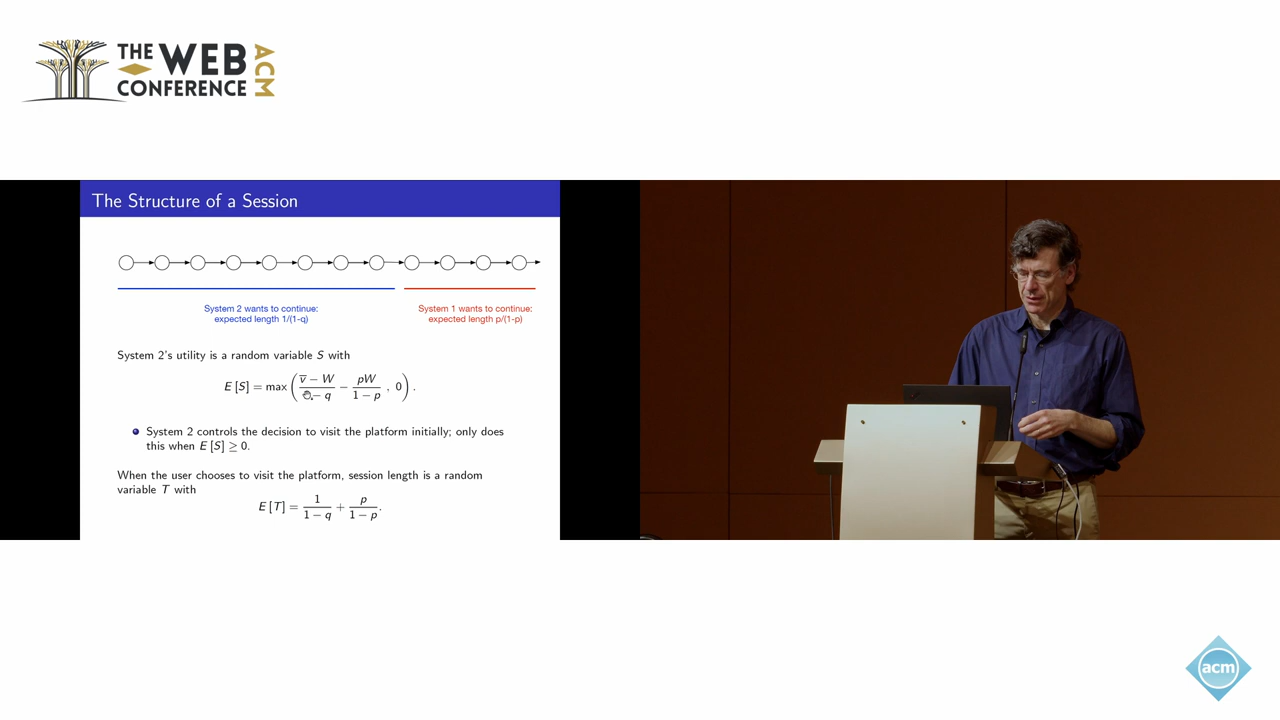 THE WEB CONFERENCE ACM
The Structure of a Session
System 2 wants to continue:
expected length 1/(1-q)
System 1 wants to continue:
expected length p/(1-p)
System 2's utility is a random variable S with
E [S] = max ( (v̅ − W)/(1 − q) − pW/(1 − p) , 0 ) .
System 2 controls the decision to visit the platform initially; only does
this when E [S] ≥ 0.
When the user chooses to visit the platform, session length is a random
variable T with
E [T] = 1/(1 − q) + p/(1 − p) .
acm